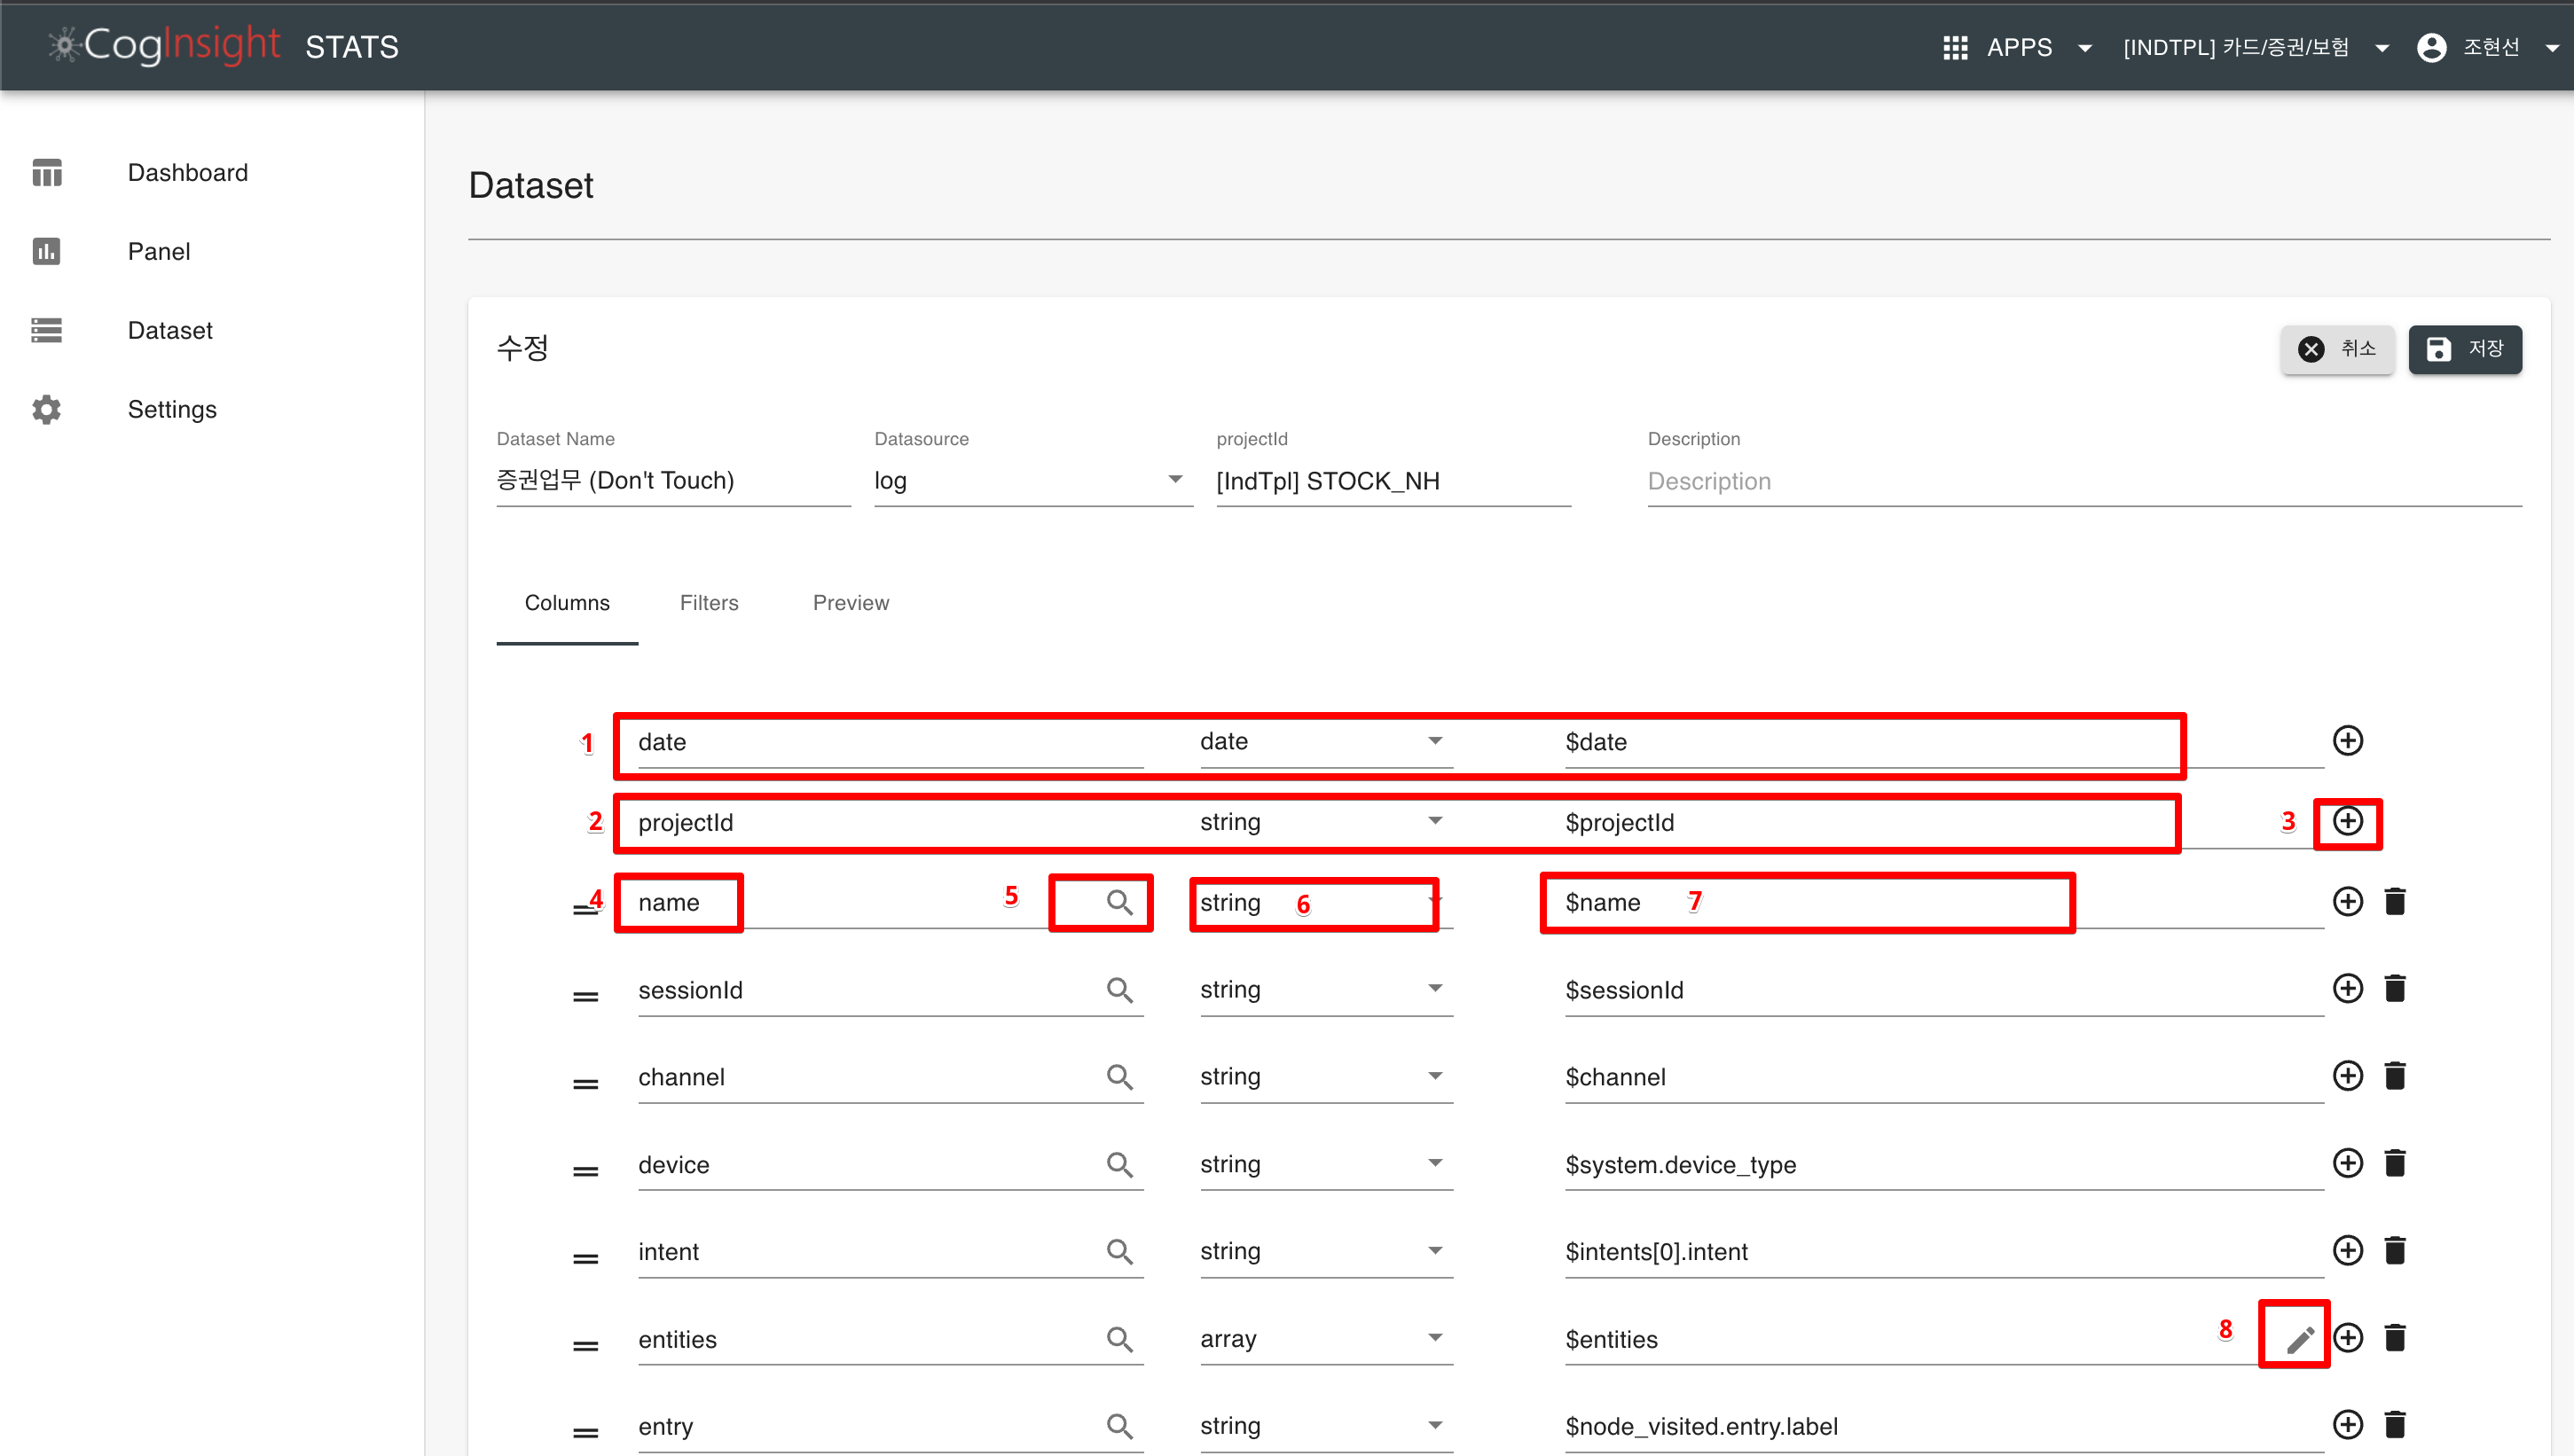 CogInsight STATS APPS [INDTPL] 카드/증권/보험 조현선
Dashboard
Panel
Dataset
Settings
Dataset
수정 취소 저장
Dataset Name Datasource projectId Description
증권업무 (Don't Touch) log [IndTpl] STOCK_NH Description
Columns Filters Preview
1 date date $date
2 projectId string $projectId 3
4 name 5 string 6 $name 7
sessionId string $sessionId
channel string $channel
device string $system.device_type
intent string $intents[0].intent
entities array $entities 8
entry string $node_visited.entry.label